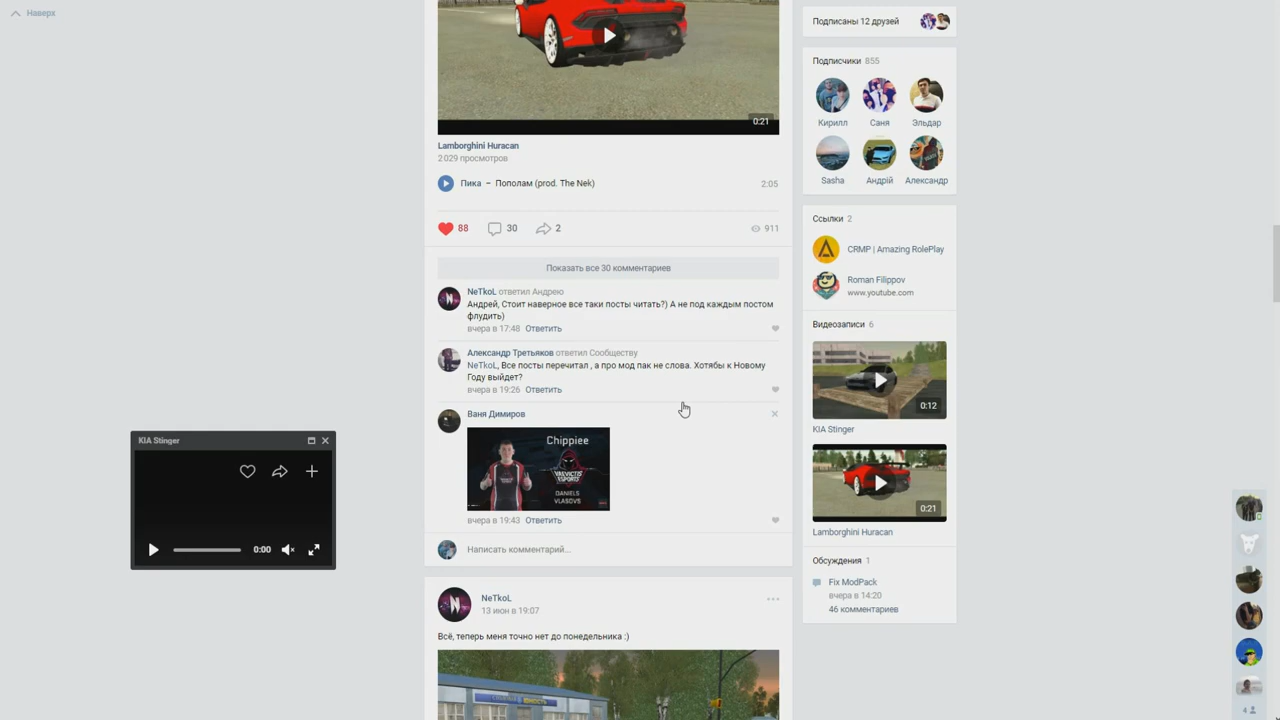 Наверх
0:21
Lamborghini Huracan
2 029 просмотров
Пика – Пополам (prod. The Nek)
2:05
88
30
2
911
Показать все 30 комментариев
NeTkoL ответил Андрею
Андрей, Стоит наверное все таки посты читать?) А не под каждым постом
флудить)
вчера в 17:48 Ответить
Александр Третьяков ответил Сообществу
NeTkoL, Все посты перечитал , а про мод пак не слова. Хотябы к Новому
Году выйдет?
вчера в 19:26 Ответить
Ваня Димиров
Chippiee
VAEVICTIS
ESPORTS
DANIELS
VLASOVS
вчера в 19:43 Ответить
Написать комментарий...
NeTkoL
13 июн в 19:07
Всё, теперь меня точно нет до понедельника :)
KIA Stinger
0:00
Подписаны 12 друзей
Подписчики 855
Кирилл
Саня
Эльдар
Sasha
Андрій
Александр
Ссылки 2
CRMP | Amazing RolePlay
Roman Filippov
www.youtube.com
Видеозаписи 6
0:12
KIA Stinger
0:21
Lamborghini Huracan
Обсуждения 1
Fix ModPack
вчера в 14:20
46 комментариев
4